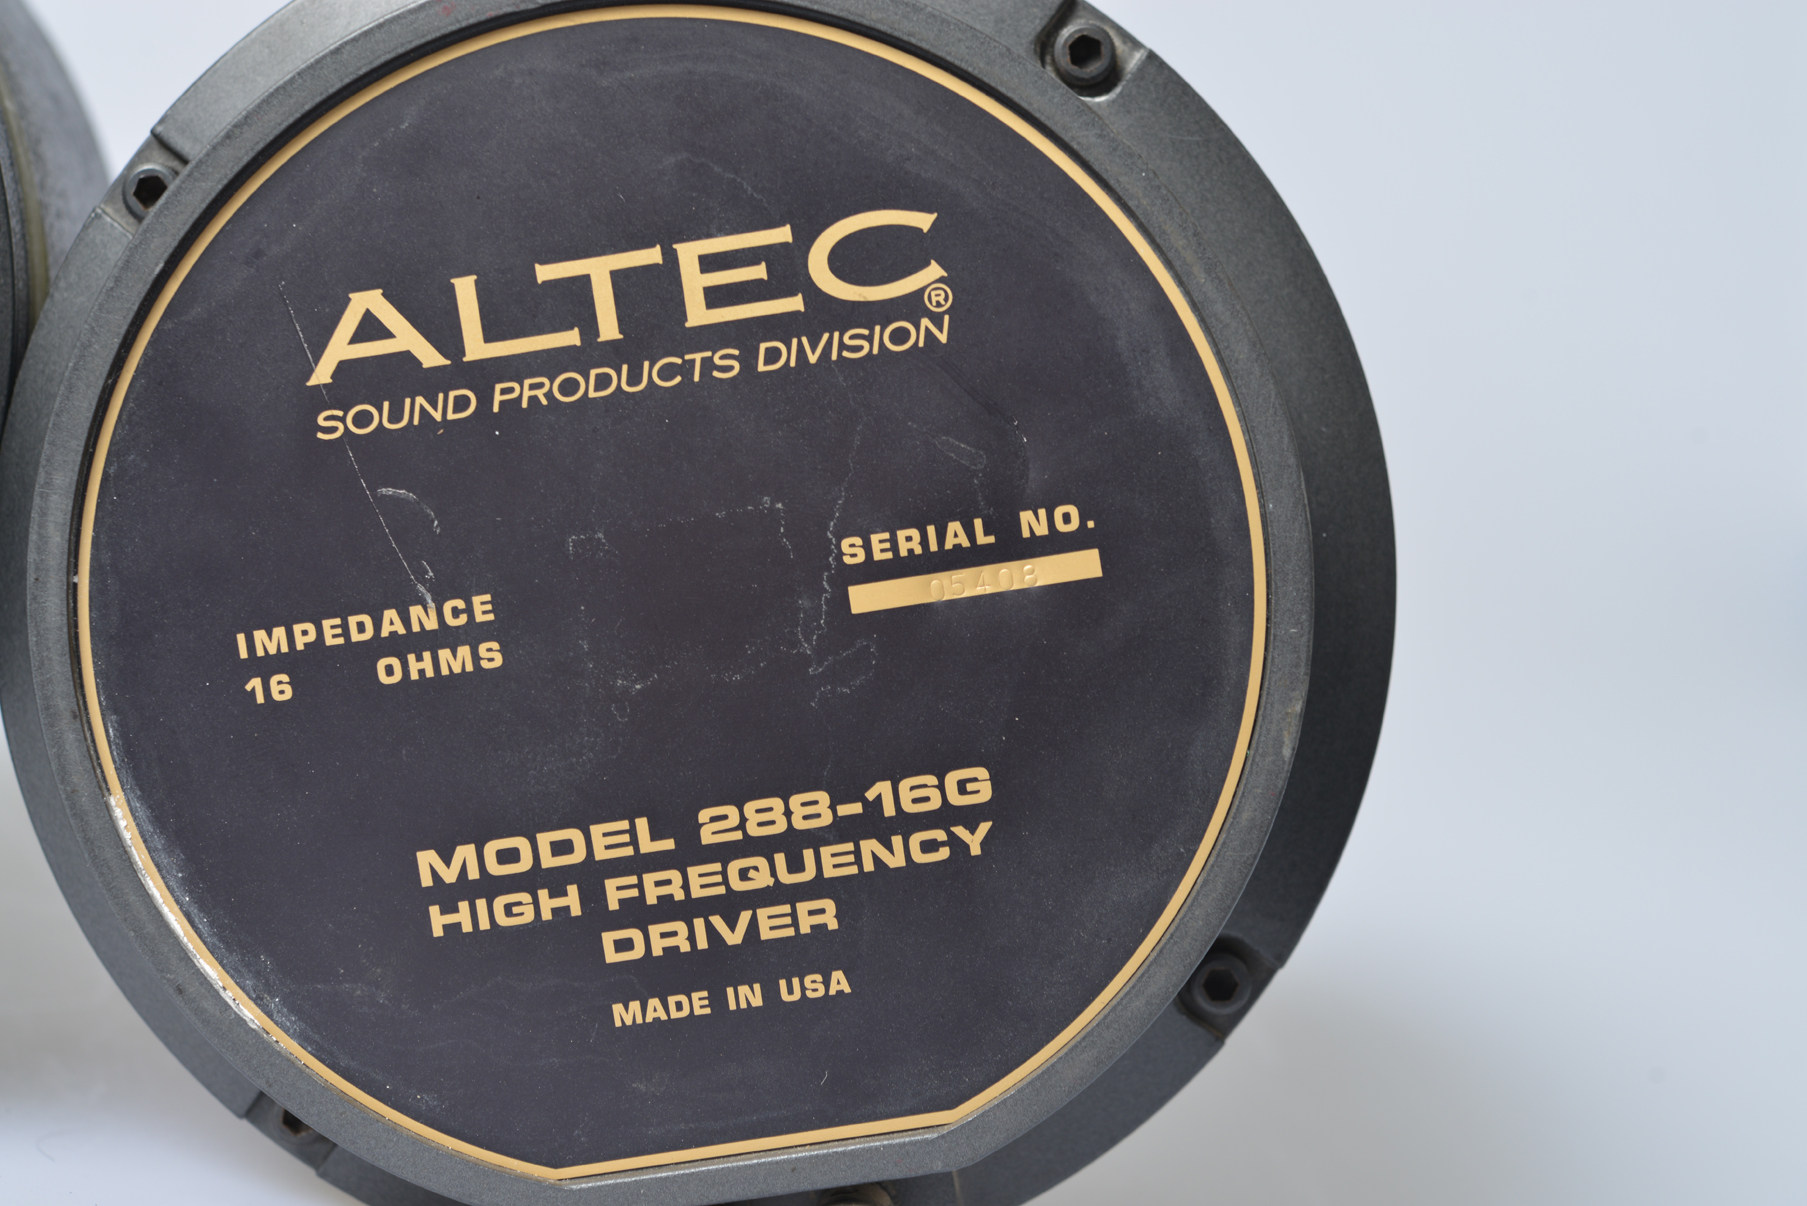 ALTEC®
SOUND PRODUCTS DIVISION
SERIAL NO.
05408
IMPEDANCE
16 OHMS
MODEL 288-16G
HIGH FREQUENCY
DRIVER
MADE IN USA